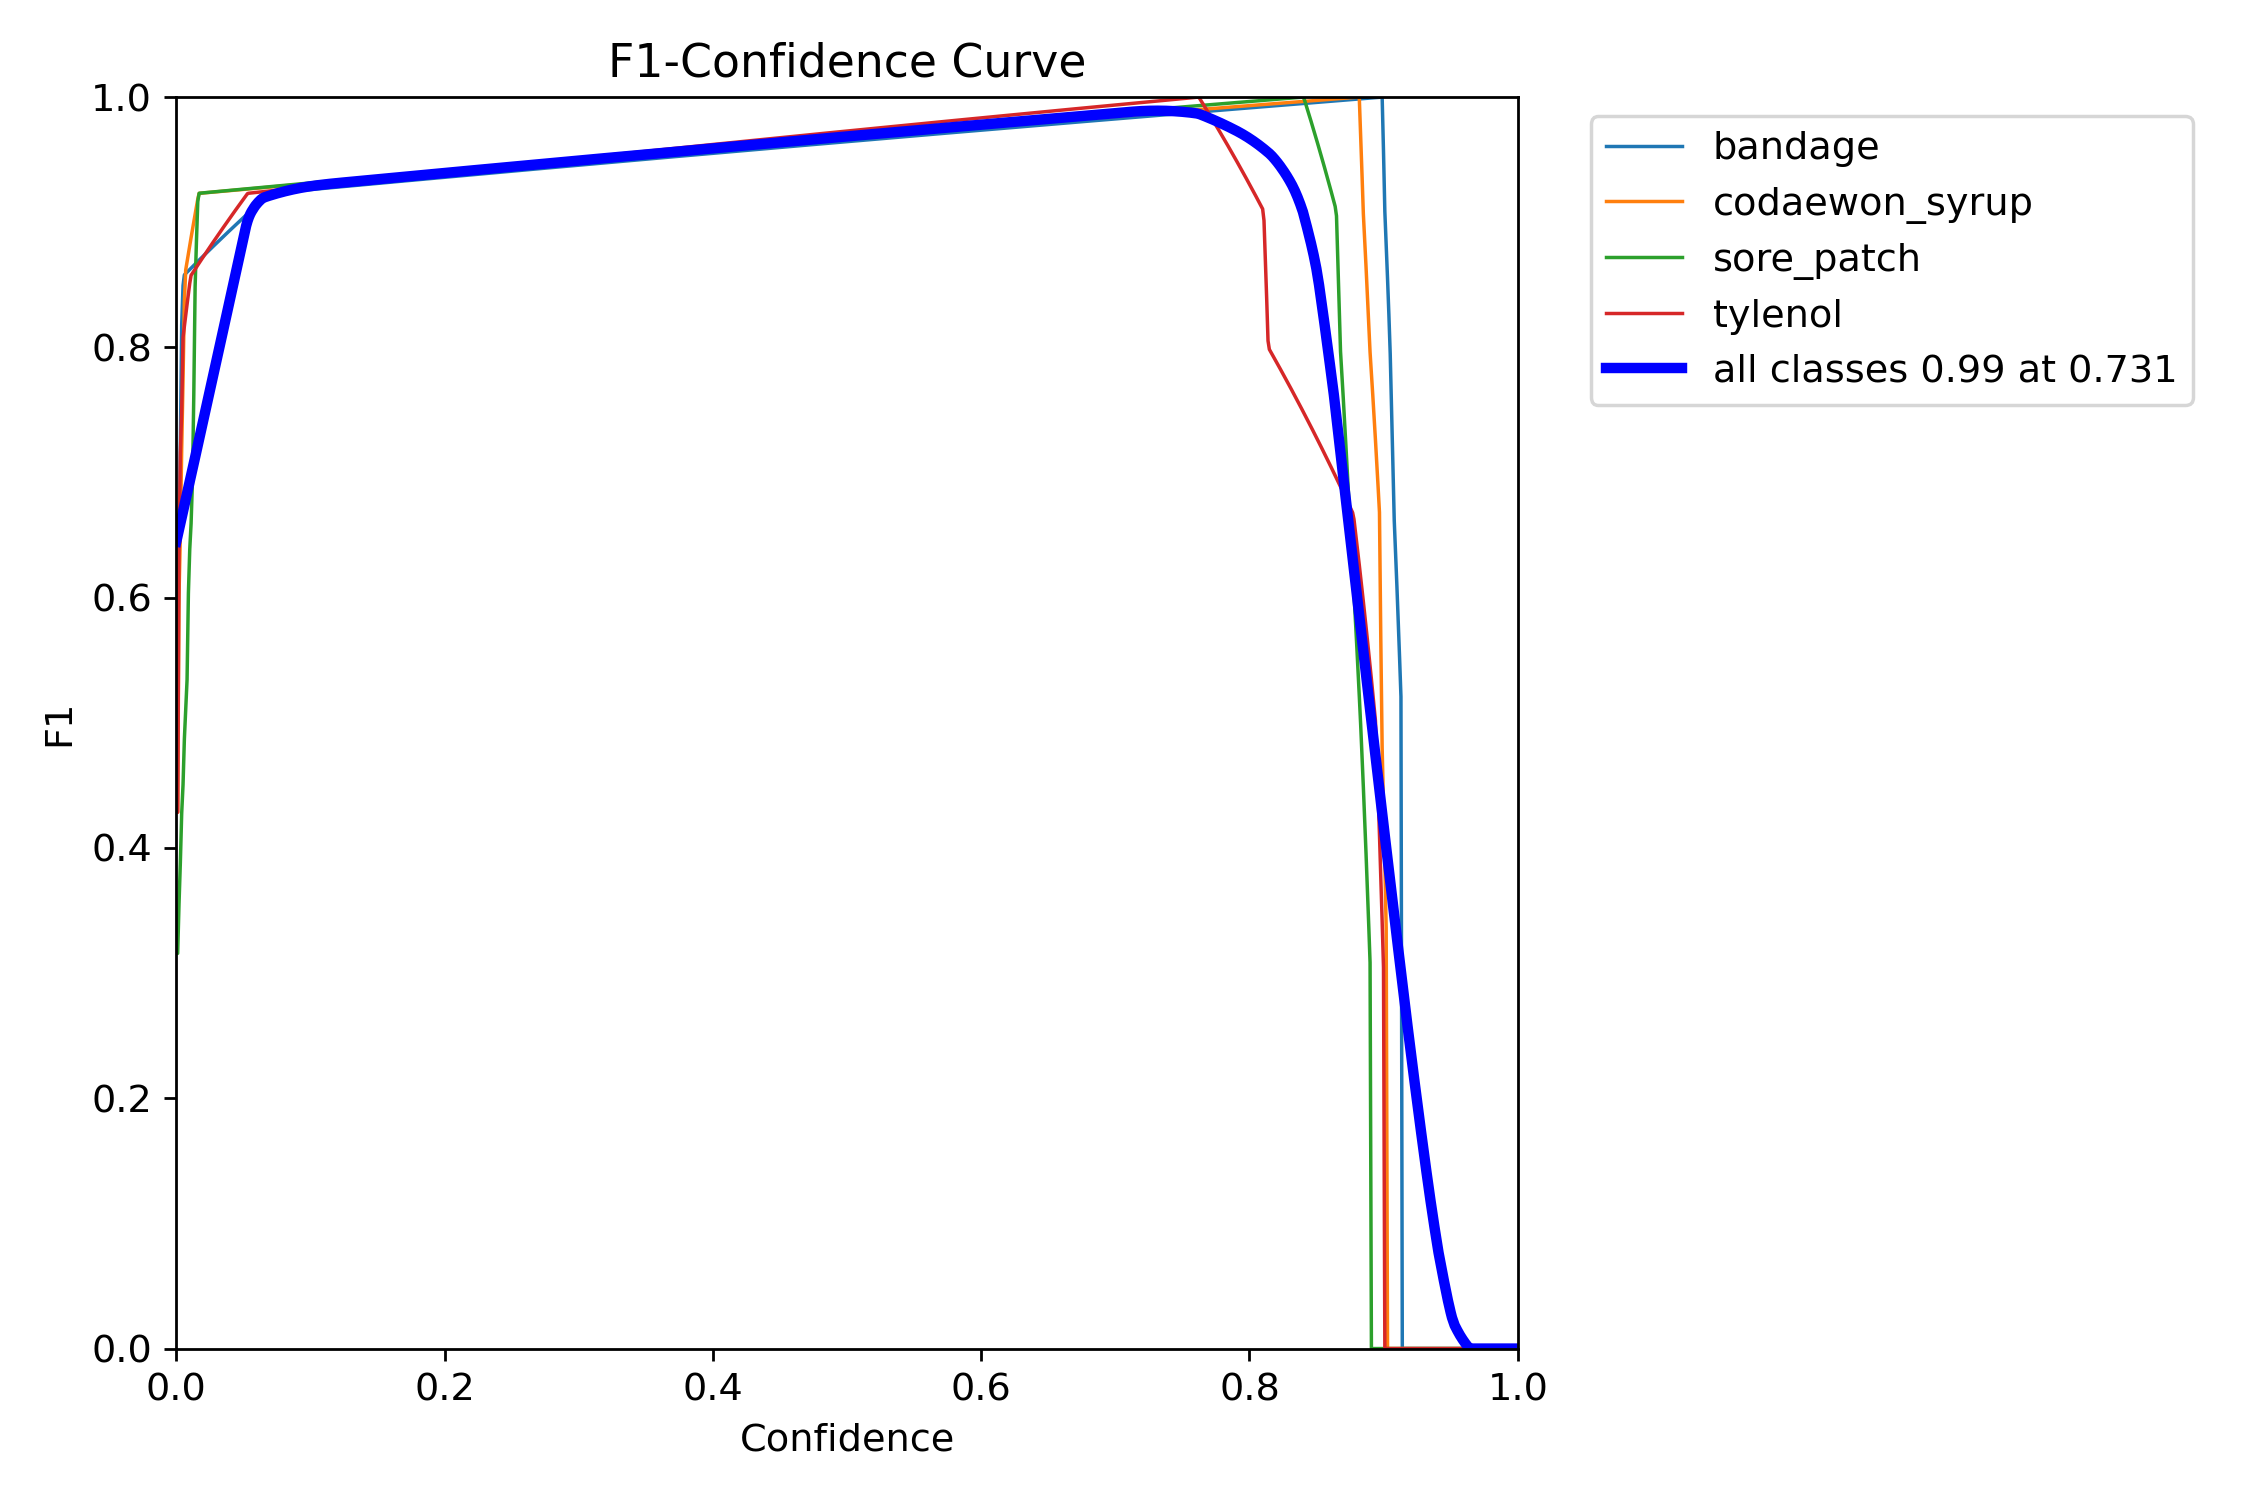 F1-Confidence Curve
1.0
0.8
0.6
0.4
0.2
0.0
F1
0.0 0.2 0.4 0.6 0.8 1.0
Confidence
bandage
codaewon_syrup
sore_patch
tylenol
all classes 0.99 at 0.731